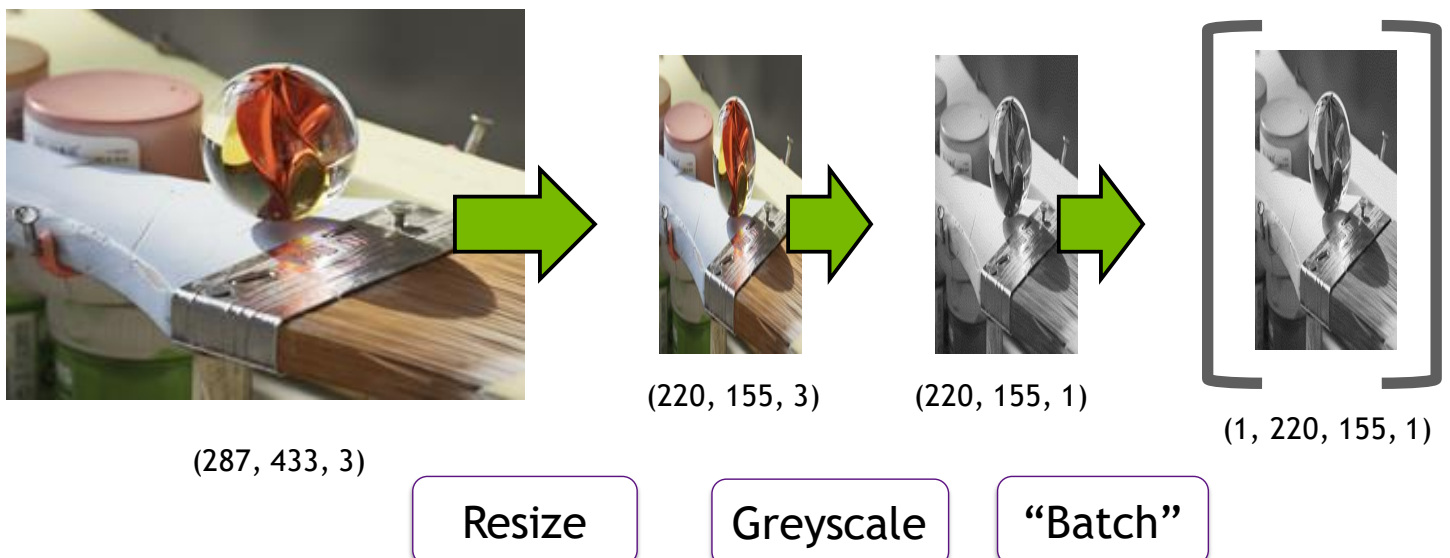 (220, 155, 3)
(220, 155, 1)
(1, 220, 155, 1)
(287, 433, 3)
Resize
Greyscale
“Batch”